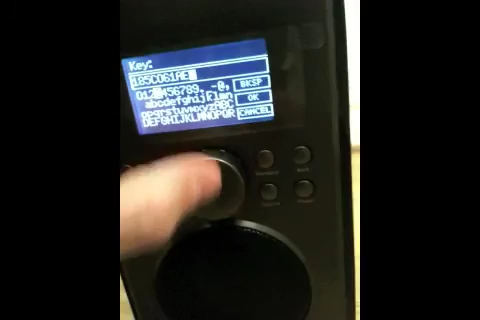 Key:
185C061AE
0123456789._-@,
BKSP
abcdefghijklmn
OK
opqrstuvwxyzABC
CANCEL
DEFGHIJKLMNOPQR